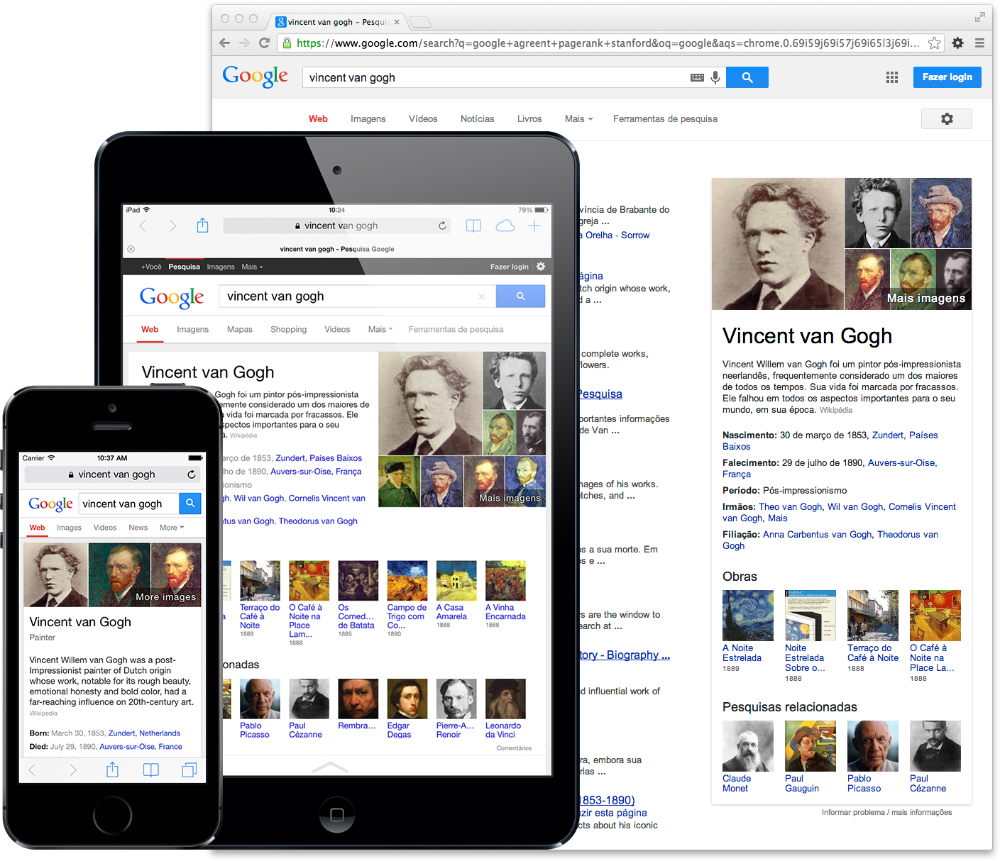 vincent van gogh – Pesquis
https://www.google.com/search?q=google+agreent+pagerank+stanford&oq=google&aqs=chrome.0.69i59j69i57j69i65l3j69i...
Google
vincent van gogh
Fazer login
Web Imagens Vídeos Notícias Livros Mais Ferramentas de pesquisa
víncia de Brabante do
greja ...
a Orelha - Sorrow
ágina
tch origin whose work,
d a ...
complete works,
flowers.
Pesquisa
portantes informações
de Van ...
nages of his works.
etches, and ...
s a sua morte. Em
os e ...
rs are the window to
earch at ...
tory - Biography ...
nd influential work of
ra, embora sua
rias ...
1853-1890)
uzir esta página
cts about his iconic
Mais imagens
Vincent van Gogh
Vincent Willem van Gogh foi um pintor pós-impressionista
neerlandês, frequentemente considerado um dos maiores
de todos os tempos. Sua vida foi marcada por fracassos.
Ele falhou em todos os aspectos importantes para o seu
mundo, em sua época. Wikipédia
Nascimento: 30 de março de 1853, Zundert, Países
Baixos
Falecimento: 29 de julho de 1890, Auvers-sur-Oise,
França
Período: Pós-impressionismo
Irmãos: Theo van Gogh, Wil van Gogh, Cornelis Vincent
van Gogh, Mais
Filiação: Anna Carbentus van Gogh, Theodorus van
Gogh
Obras
A Noite
Estrelada
1889
Noite
Estrelada
Sobre o...
1888
Terraço do
Café à Noite
1888
O Café à
Noite na
Place La...
1888
Pesquisas relacionadas
Claude
Monet
Paul
Gauguin
Pablo
Picasso
Paul
Cézanne
Informar problema / mais informações
iPad 10:24 79%
vincent van gogh
vincent van gogh - Pesquisa Google
+Você Pesquisa Imagens Mais Fazer login
Google
vincent van gogh
Web Imagens Mapas Shopping Vídeos Mais Ferramentas de pesquisa
Vincent van Gogh
Gogh foi um pintor pós-impressionista
emente considerado um dos maiores de
a vida foi marcada por fracassos. Ele
spectos importantes para o seu
a. Wikipédia
arço de 1853, Zundert, Países Baixos
lho de 1890, Auvers-sur-Oise, França
ionismo
gh, Wil van Gogh, Cornelis Vincent van
ntus van Gogh, Theodorus van Gogh
Mais imagens
Terraço do
Café à
Noite
1888
O Café à
Noite na
Place
Lam...
1888
Os
Comed...
de Batata
1885
Campo de
Trigo com
Co...
1890
A Casa
Amarela
1888
A Vinha
Encarnada
1888
onadas
Pablo
Picasso
Paul
Cézanne
Rembra...
Edgar
Degas
Pierre-A...
Renoir
Leonardo
da Vinci
Comentários
Carrier 10:37 AM
vincent van gogh
Google
vincent van gogh
Web Images Videos News More
More images
Vincent van Gogh
Painter
Vincent Willem van Gogh was a post-
Impressionist painter of Dutch origin
whose work, notable for its rough beauty,
emotional honesty and bold color, had a
far-reaching influence on 20th-century art.
Wikipedia
Born: March 30, 1853, Zundert, Netherlands
Died: July 29, 1890, Auvers-sur-Oise, France